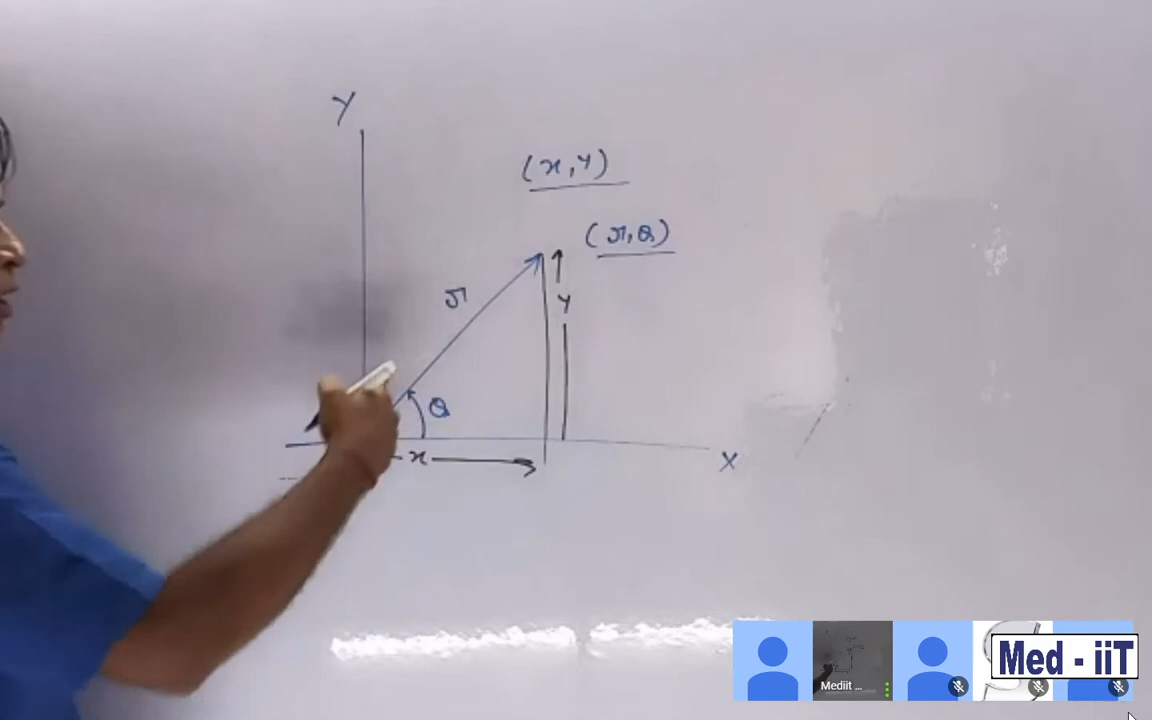 Y
(x, y)
(r, θ)
r
y
θ
x
X
Mediit ...
Med - iiT